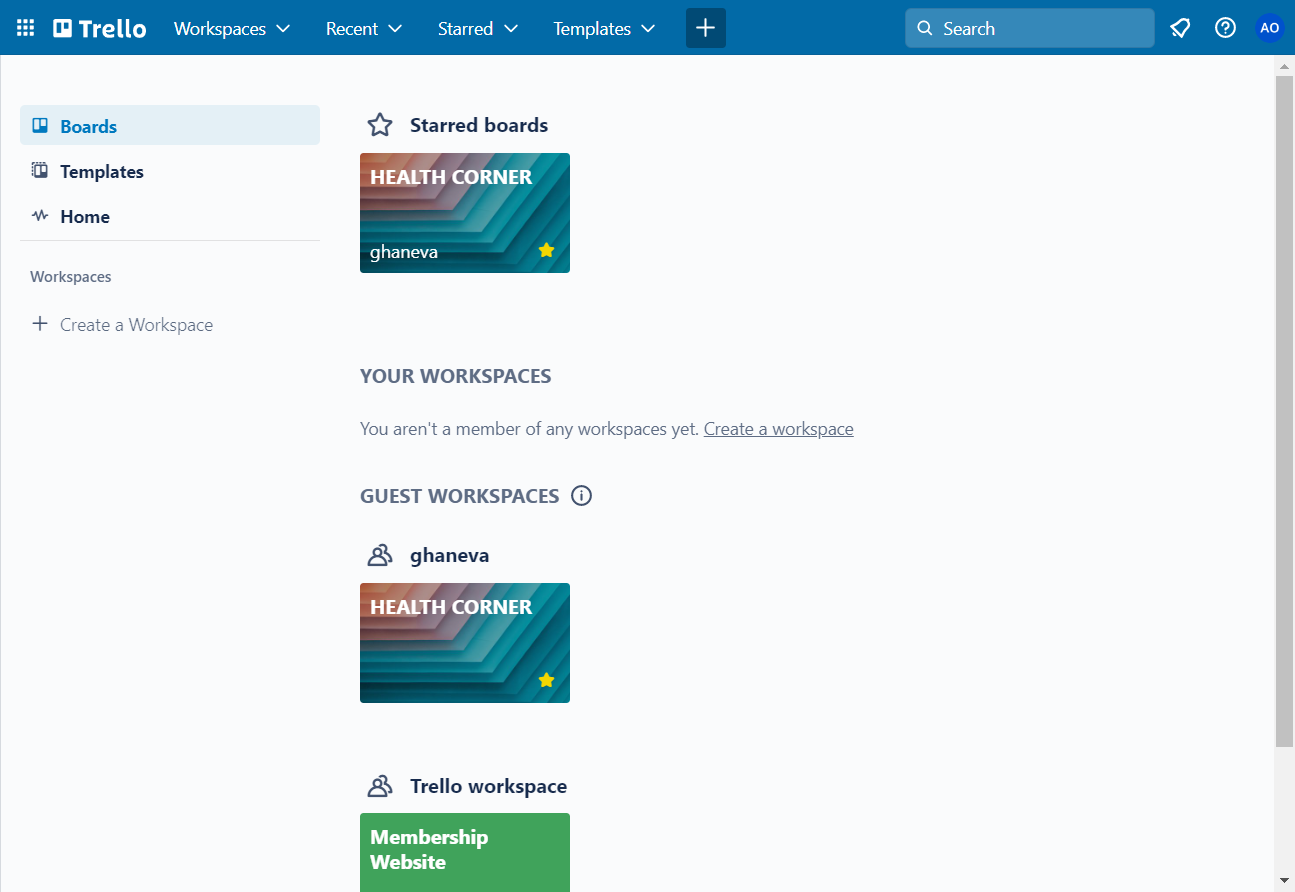 Trello Workspaces Recent Starred Templates Search AO
Boards
Templates
Home
Workspaces
Create a Workspace
Starred boards
HEALTH CORNER
ghaneva
YOUR WORKSPACES
You aren't a member of any workspaces yet. Create a workspace
GUEST WORKSPACES
ghaneva
HEALTH CORNER
Trello workspace
Membership
Website